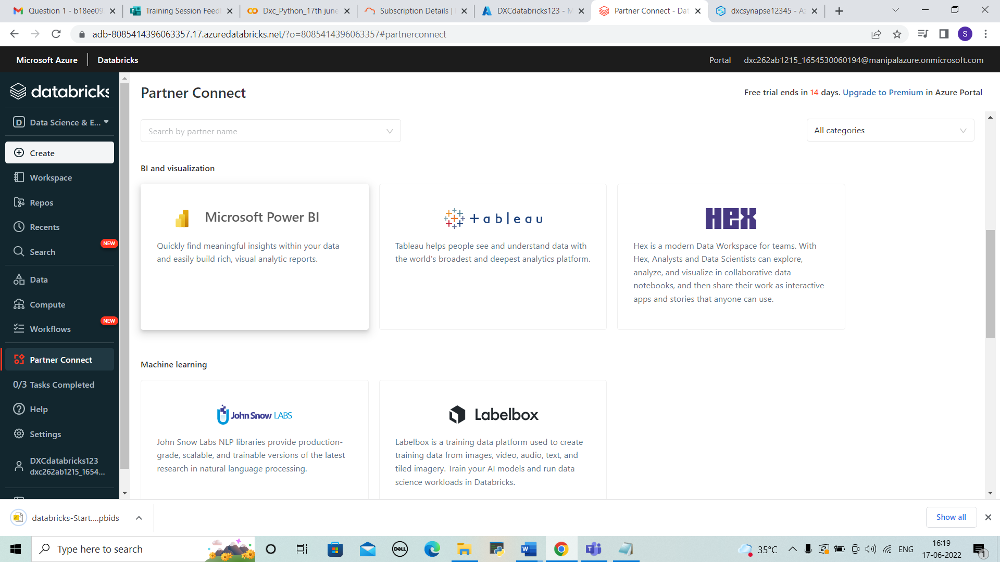 Question 1 - b18ee09
Training Session Feedl
Dxc_Python_17th june
Subscription Details |
DXCdatabricks123 - M
Partner Connect - Dat
dxcsynapse12345 - Az
adb-8085414396063357.17.azuredatabricks.net/?o=8085414396063357#partnerconnect
S
Microsoft Azure
Databricks
Portal
dxc262ab1215_1654530060194@manipalazure.onmicrosoft.com
databricks
D Data Science & E...
Create
Workspace
Repos
Recents
NEW
Search
Data
Compute
NEW
Workflows
Partner Connect
0/3 Tasks Completed
Help
Settings
DXCdatabricks123
dxc262ab1215_1654...
Partner Connect
Free trial ends in 14 days. Upgrade to Premium in Azure Portal
Search by partner name
All categories
BI and visualization
Microsoft Power BI
Quickly find meaningful insights within your data
and easily build rich, visual analytic reports.
tableau
Tableau helps people see and understand data with
the world's broadest and deepest analytics platform.
HEX
Hex is a modern Data Workspace for teams. With
Hex, Analysts and Data Scientists can explore,
analyze, and visualize in collaborative data
notebooks, and then share their work as interactive
apps and stories that anyone can use.
Machine learning
John Snow LABS
John Snow Labs NLP libraries provide production-
grade, scalable, and trainable versions of the latest
research in natural language processing.
Labelbox
Labelbox is a training data platform used to create
training data from images, video, audio, text, and
tiled imagery. Train your AI models and run data
science workloads in Databricks.
databricks-Start....pbids
Show all
Type here to search
DELL
35°C
ENG
16:19
17-06-2022
1